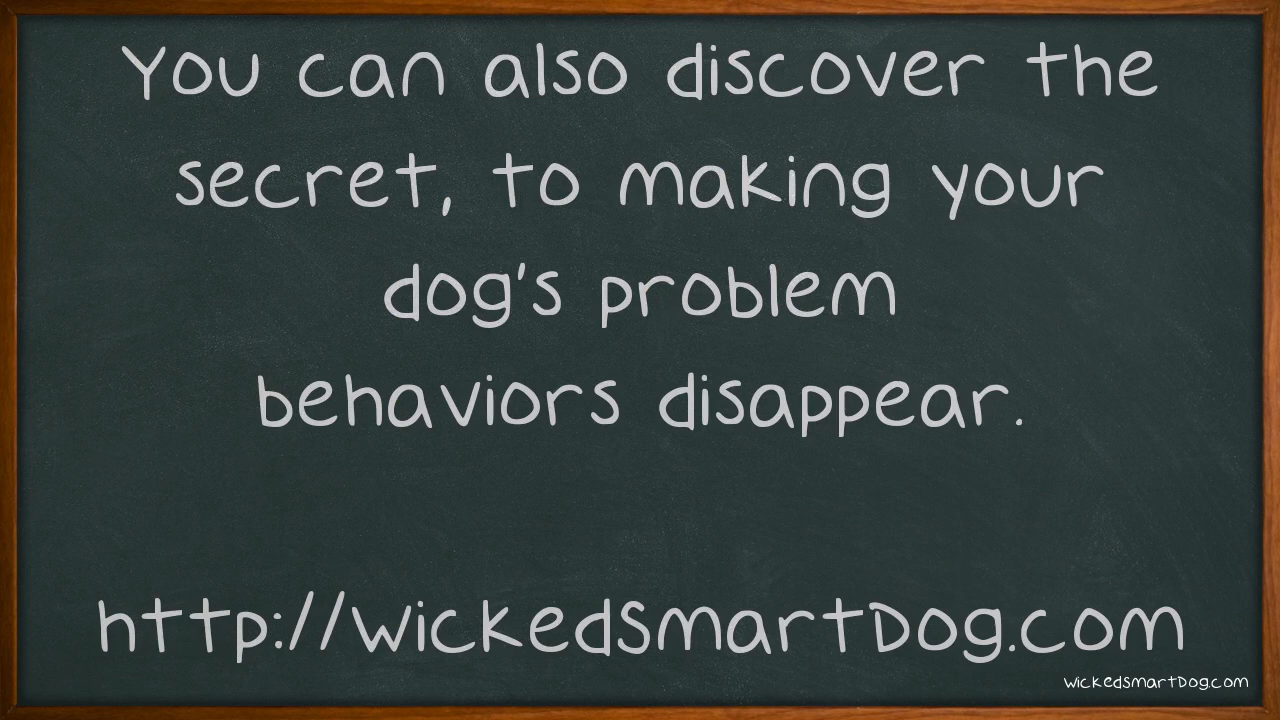 You can also discover the
secret, to making your
dog's problem
behaviors disappear.
http://WickedSmartDog.com
WickedSmartDog.com